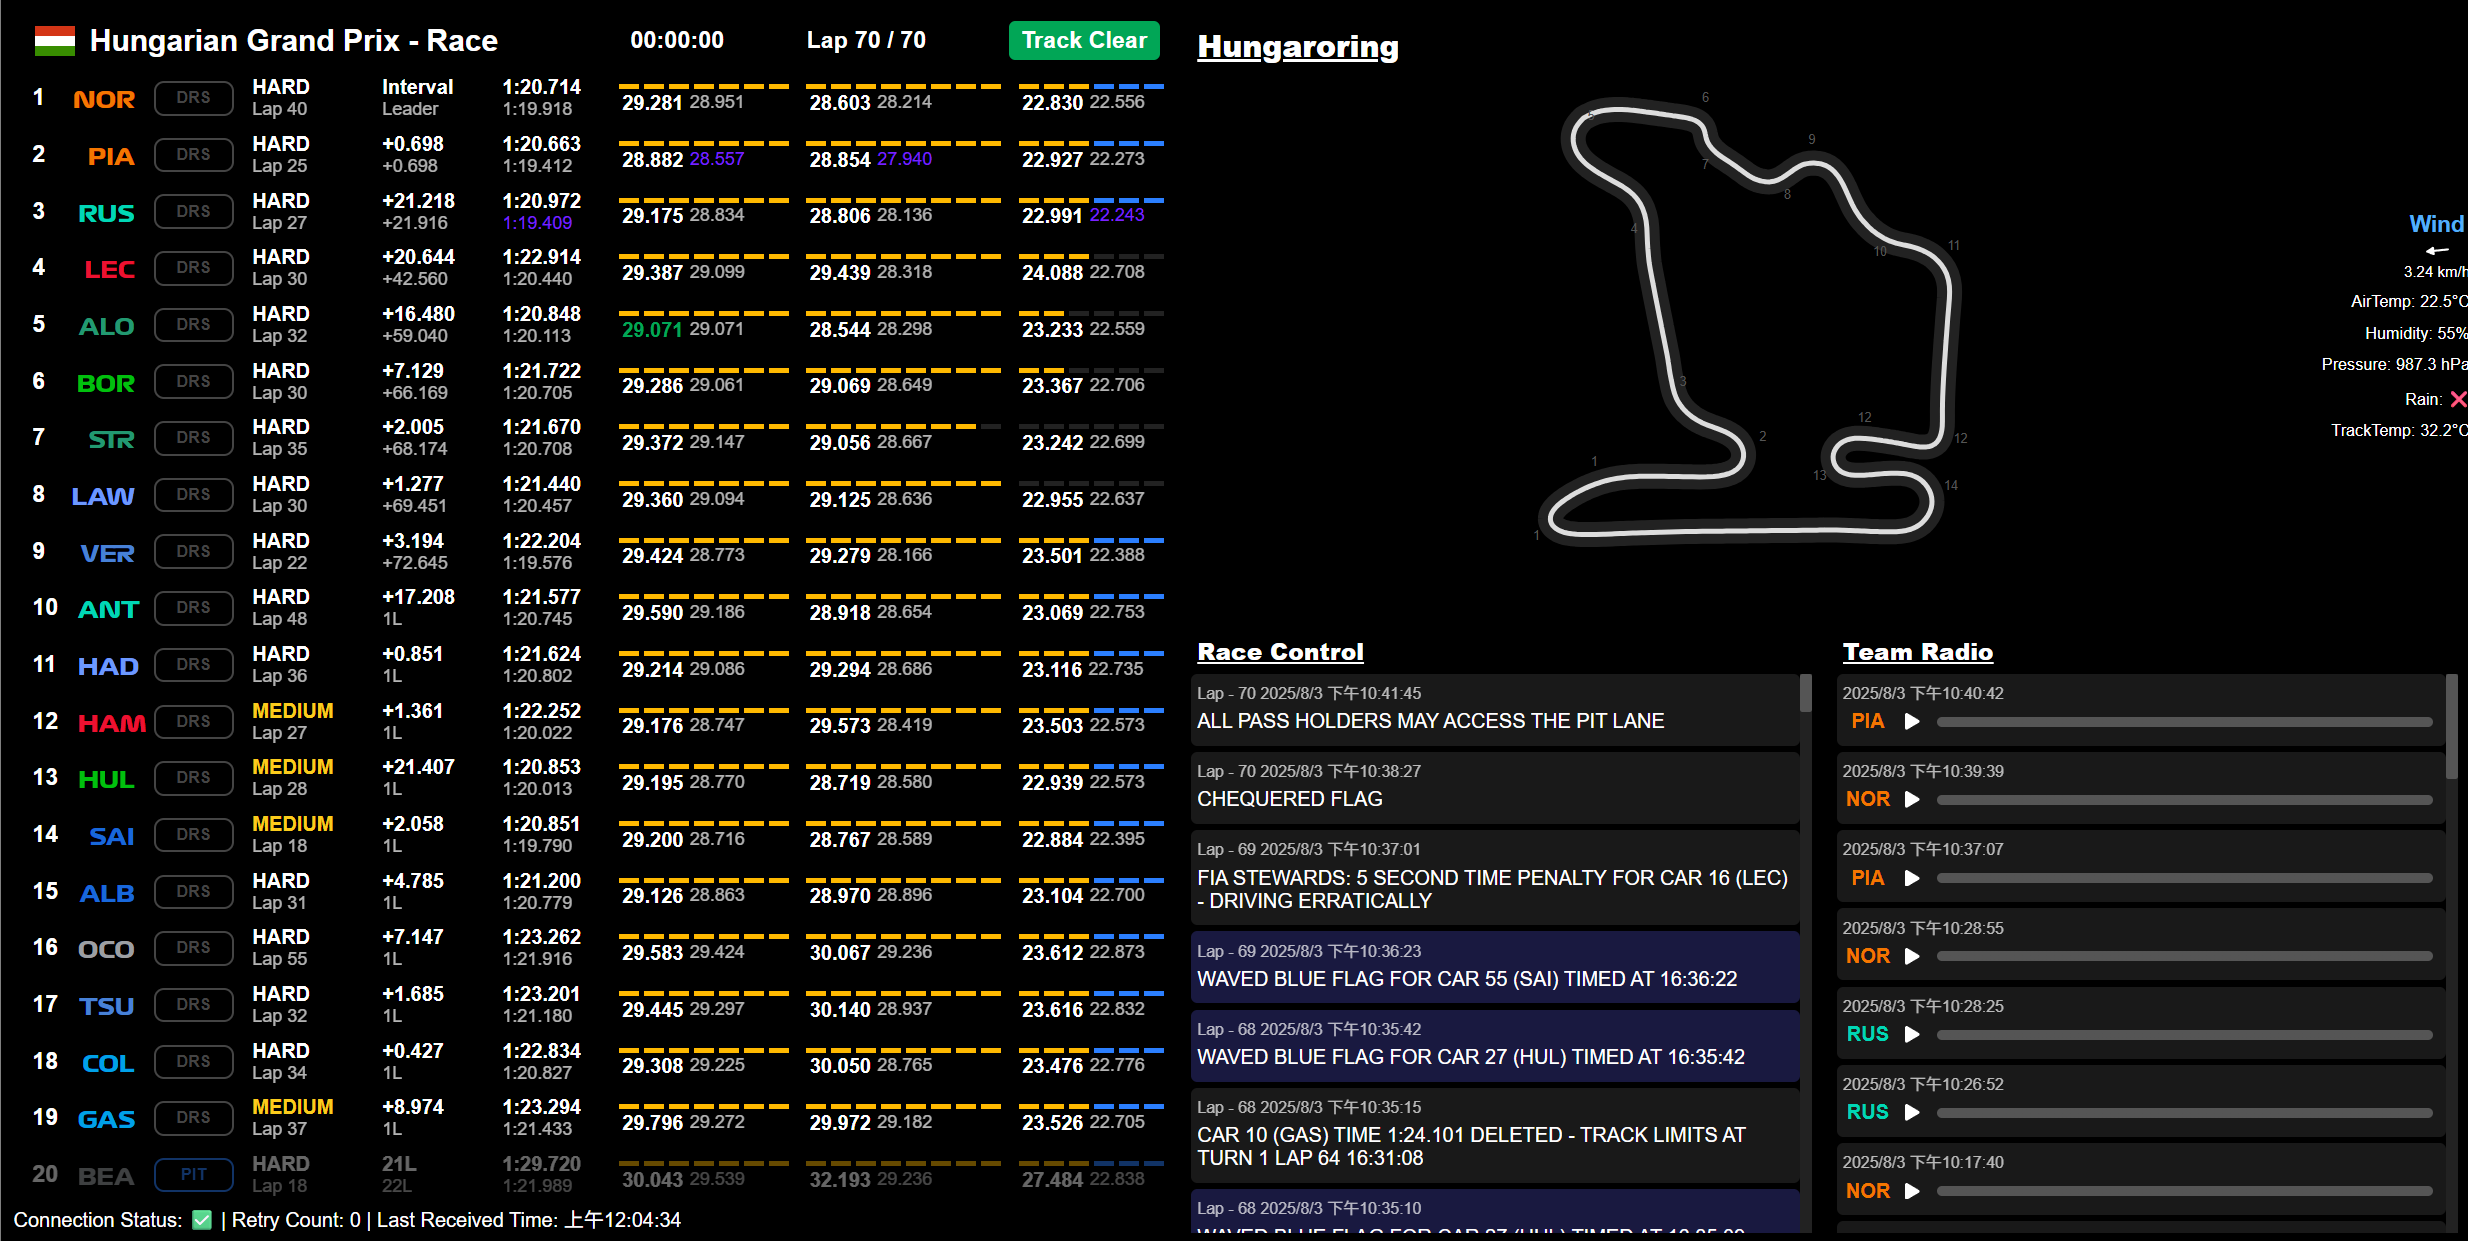 Hungarian Grand Prix - Race
00:00:00
Lap 70 / 70
Track Clear
1 NOR DRS HARD Interval 1:20.714 29.281 28.951 28.603 28.214 22.830 22.556
Lap 40 Leader 1:19.918
2 PIA DRS HARD +0.698 1:20.663 28.882 28.557 28.854 27.940 22.927 22.273
Lap 25 +0.698 1:19.412
3 RUS DRS HARD +21.218 1:20.972 29.175 28.834 28.806 28.136 22.991 22.243
Lap 27 +21.916 1:19.409
4 LEC DRS HARD +20.644 1:22.914 29.387 29.099 29.439 28.318 24.088 22.708
Lap 30 +42.560 1:20.440
5 ALO DRS HARD +16.480 1:20.848 29.071 29.071 28.544 28.298 23.233 22.559
Lap 32 +59.040 1:20.113
6 BOR DRS HARD +7.129 1:21.722 29.286 29.061 29.069 28.649 23.367 22.706
Lap 30 +66.169 1:20.705
7 STR DRS HARD +2.005 1:21.670 29.372 29.147 29.056 28.667 23.242 22.699
Lap 35 +68.174 1:20.708
8 LAW DRS HARD +1.277 1:21.440 29.360 29.094 29.125 28.636 22.955 22.637
Lap 30 +69.451 1:20.457
9 VER DRS HARD +3.194 1:22.204 29.424 28.773 29.279 28.166 23.501 22.388
Lap 22 +72.645 1:19.576
10 ANT DRS HARD +17.208 1:21.577 29.590 29.186 28.918 28.654 23.069 22.753
Lap 48 1L 1:20.745
11 HAD DRS HARD +0.851 1:21.624 29.214 29.086 29.294 28.686 23.116 22.735
Lap 36 1L 1:20.802
12 HAM DRS MEDIUM +1.361 1:22.252 29.176 28.747 29.573 28.419 23.503 22.573
Lap 27 1L 1:20.022
13 HUL DRS MEDIUM +21.407 1:20.853 29.195 28.770 28.719 28.580 22.939 22.573
Lap 28 1L 1:20.013
14 SAI DRS MEDIUM +2.058 1:20.851 29.200 28.716 28.767 28.589 22.884 22.395
Lap 18 1L 1:19.790
15 ALB DRS HARD +4.785 1:21.200 29.126 28.863 28.970 28.896 23.104 22.700
Lap 31 1L 1:20.779
16 OCO DRS HARD +7.147 1:23.262 29.583 29.424 30.067 29.236 23.612 22.873
Lap 55 1L 1:21.916
17 TSU DRS HARD +1.685 1:23.201 29.445 29.297 30.140 28.937 23.616 22.832
Lap 32 1L 1:21.180
18 COL DRS HARD +0.427 1:22.834 29.308 29.225 30.050 28.765 23.476 22.776
Lap 34 1L 1:20.827
19 GAS DRS MEDIUM +8.974 1:23.294 29.796 29.272 29.972 29.182 23.526 22.705
Lap 37 1L 1:21.433
20 BEA PIT HARD 21L 1:29.720 30.043 29.539 32.193 29.236 27.484 22.838
Lap 18 22L 1:21.989
Connection Status: ✅ | Retry Count: 0 | Last Received Time: 上午12:04:34
Hungaroring
6
5
9
7
8
4
11
10
3
12
2
12
1
13
14
1
Wind
3.24 km/h
AirTemp: 22.5°C
Humidity: 55%
Pressure: 987.3 hPa
Rain: ❌
TrackTemp: 32.2°C
Race Control
Lap - 70 2025/8/3 下午10:41:45
ALL PASS HOLDERS MAY ACCESS THE PIT LANE
Lap - 70 2025/8/3 下午10:38:27
CHEQUERED FLAG
Lap - 69 2025/8/3 下午10:37:01
FIA STEWARDS: 5 SECOND TIME PENALTY FOR CAR 16 (LEC)
- DRIVING ERRATICALLY
Lap - 69 2025/8/3 下午10:36:23
WAVED BLUE FLAG FOR CAR 55 (SAI) TIMED AT 16:36:22
Lap - 68 2025/8/3 下午10:35:42
WAVED BLUE FLAG FOR CAR 27 (HUL) TIMED AT 16:35:42
Lap - 68 2025/8/3 下午10:35:15
CAR 10 (GAS) TIME 1:24.101 DELETED - TRACK LIMITS AT
TURN 1 LAP 64 16:31:08
Lap - 68 2025/8/3 下午10:35:10
WAVED BLUE FLAG FOR CAR 27 (HUL) TIMED AT 16:35:09
Team Radio
2025/8/3 下午10:40:42
PIA
2025/8/3 下午10:39:39
NOR
2025/8/3 下午10:37:07
PIA
2025/8/3 下午10:28:55
NOR
2025/8/3 下午10:28:25
RUS
2025/8/3 下午10:26:52
RUS
2025/8/3 下午10:17:40
NOR